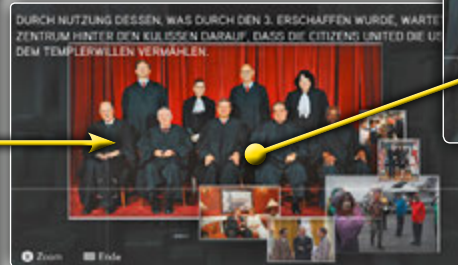 DURCH NUTZUNG DESSEN, WAS DURCH DEN 3. ERSCHAFFEN WURDE, WARTE
ZENTRUM HINTER DEN KULISSEN DARAUF, DASS DIE CITIZENS UNITED DIE US
DEM TEMPLERWILLEN VERMÄHLEN.
Zoom Ende